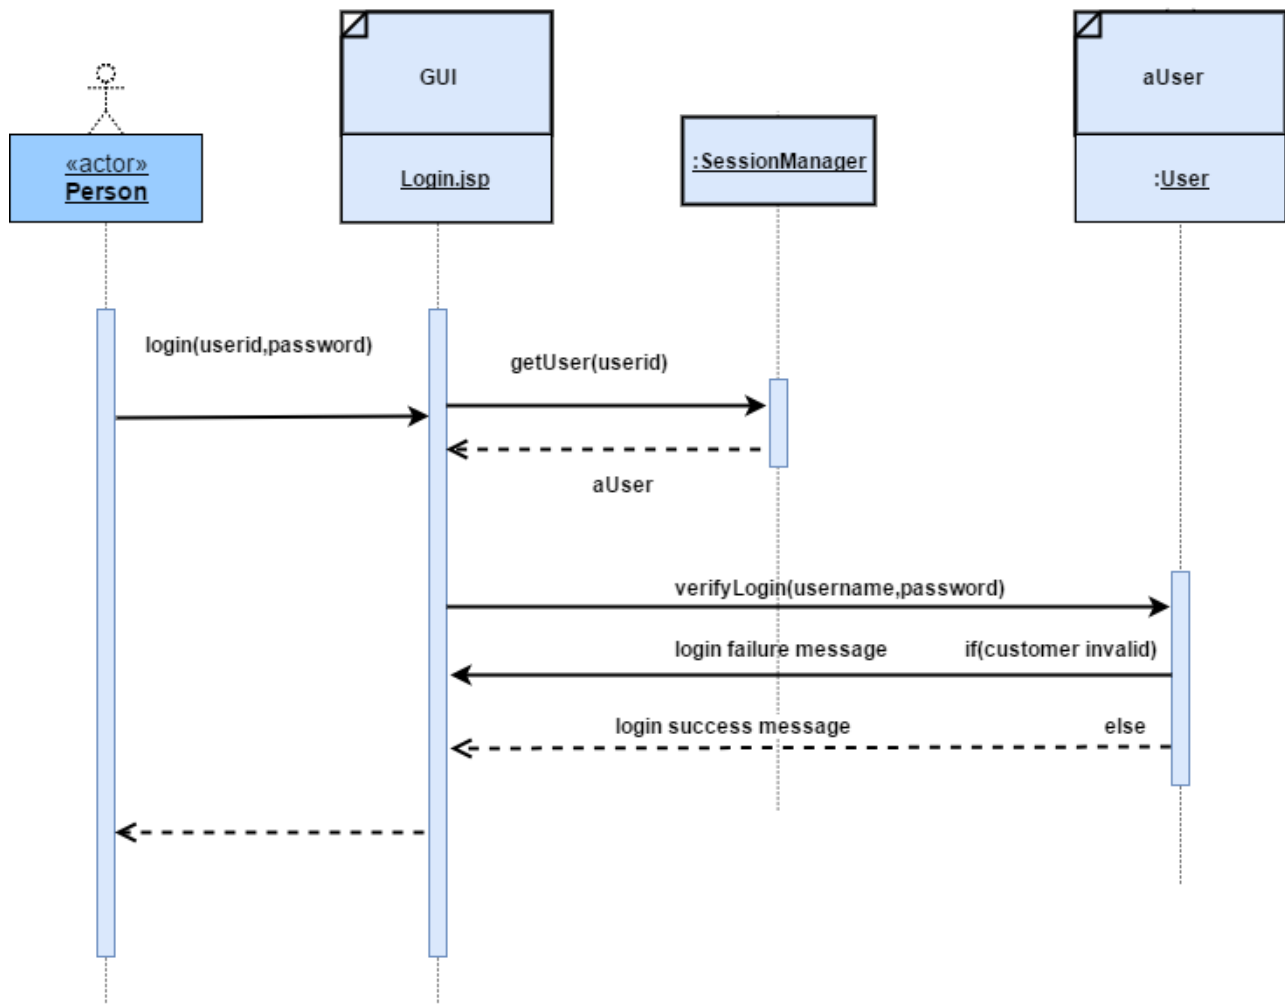 GUI
aUser
«actor»
Person
Login.jsp
:SessionManager
:User
login(userid,password)
getUser(userid)
aUser
verifyLogin(username,password)
login failure message if(customer invalid)
login success message else